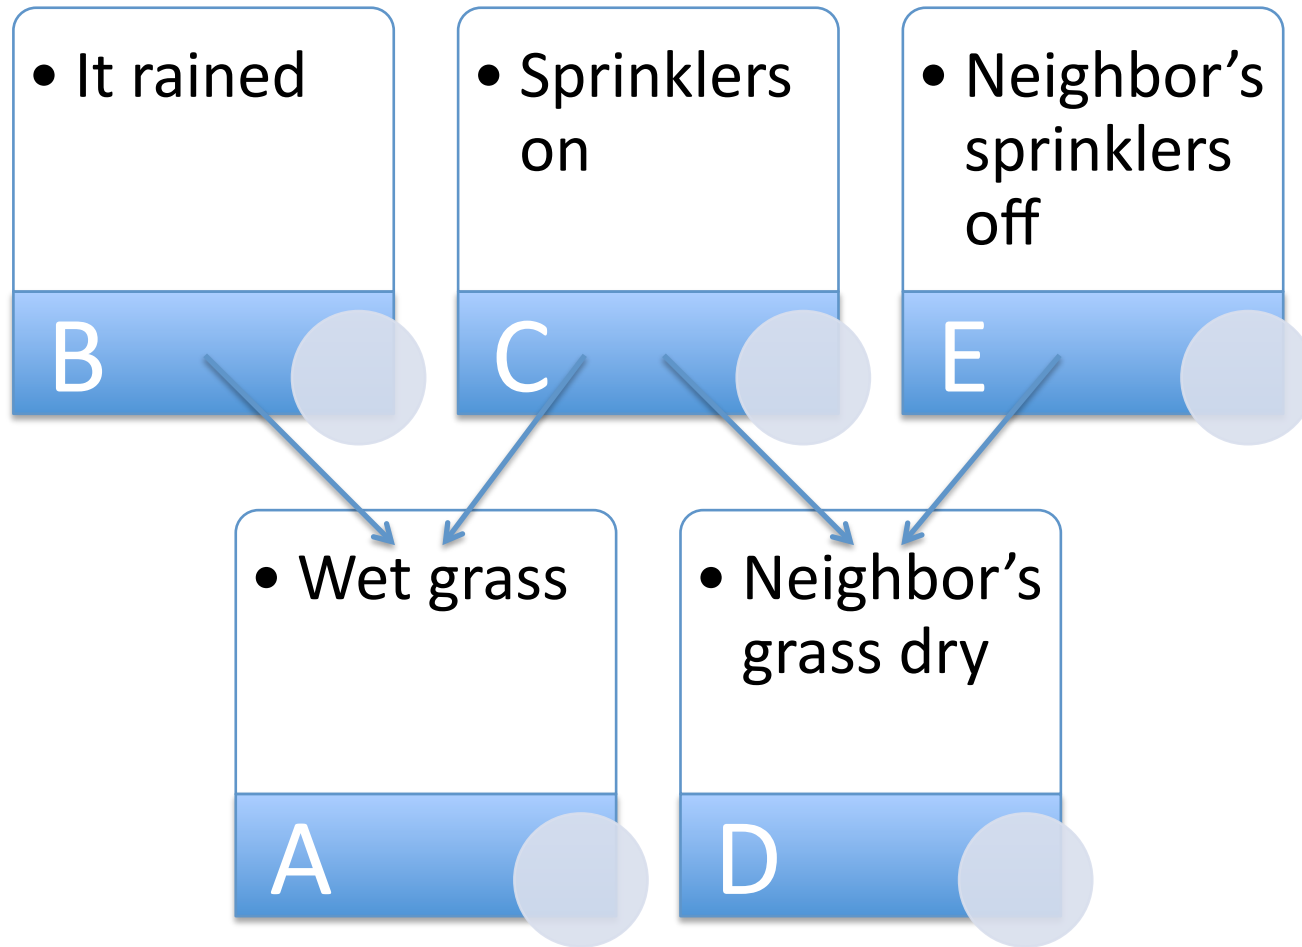 • It rained
B
• Sprinklers
on
C
• Neighbor’s
sprinklers
off
E
• Wet grass
A
• Neighbor’s
grass dry
D